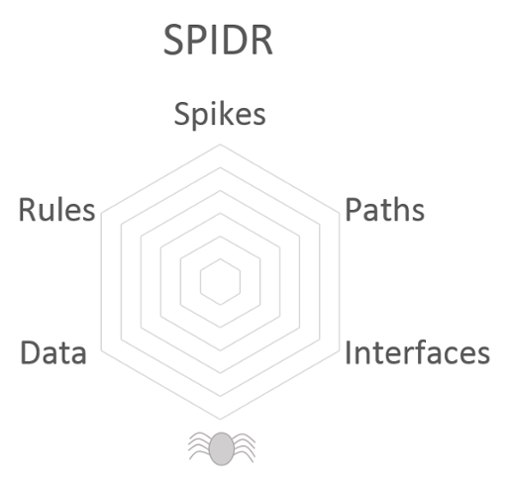 SPIDR
Spikes
Rules
Paths
Data
Interfaces